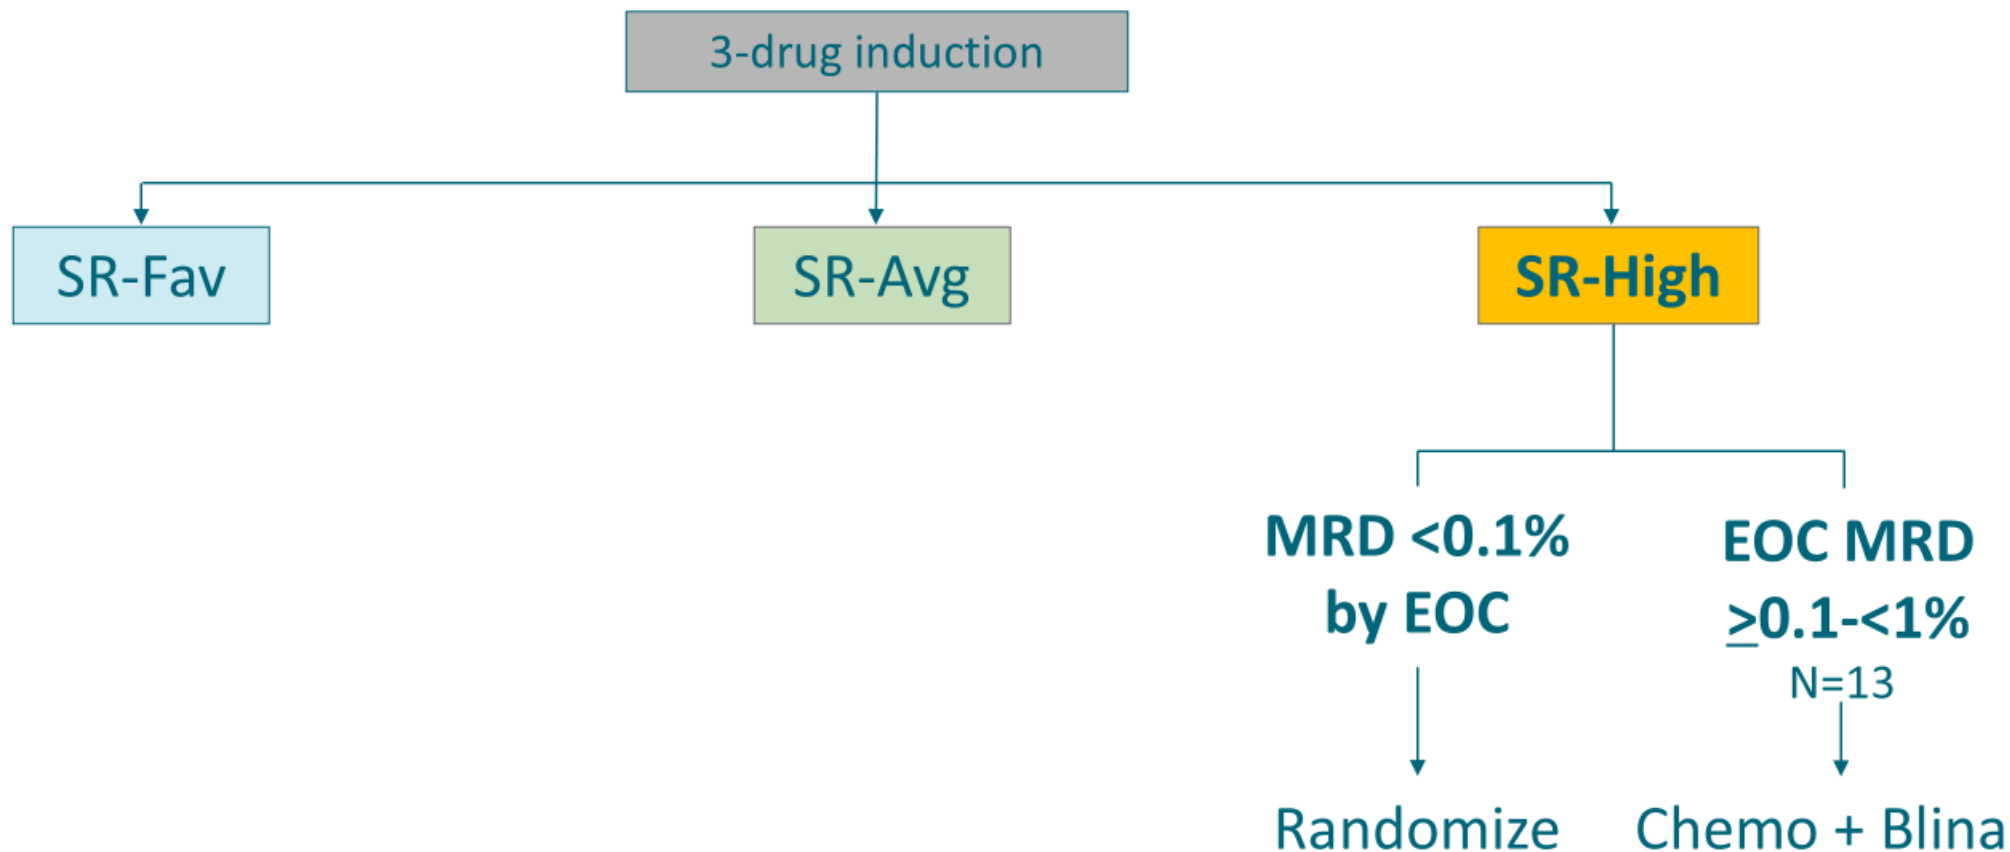 3-drug induction
SR-Fav
SR-Avg
SR-High
MRD <0.1%
by EOC
EOC MRD
≥0.1-<1%
N=13
Randomize
Chemo + Blina